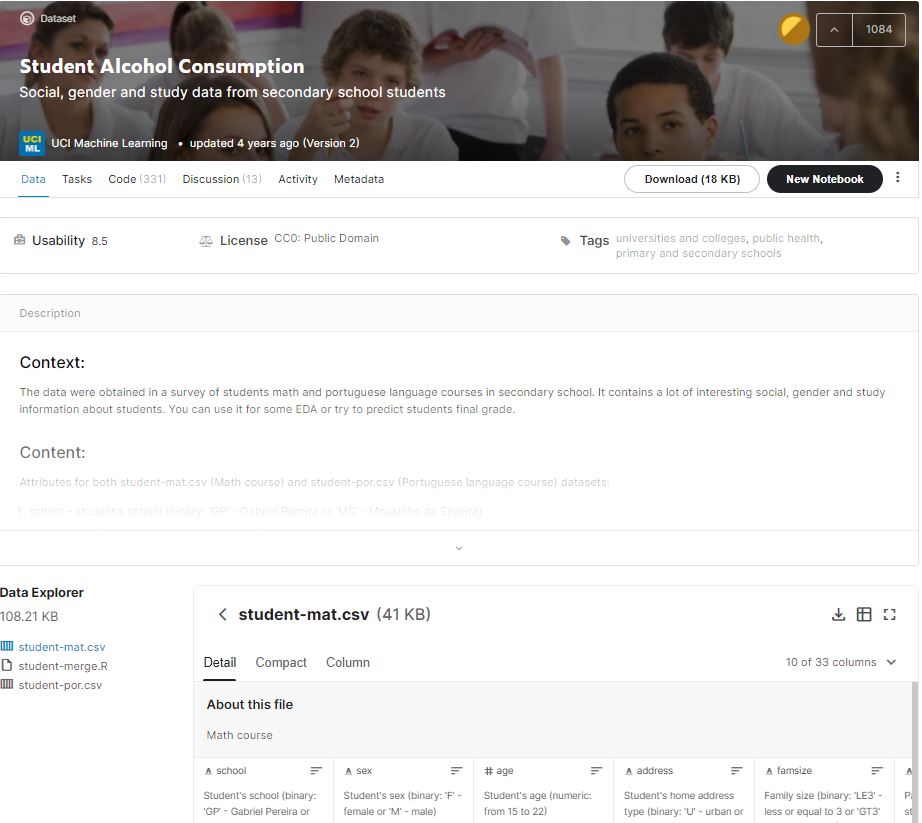 Dataset
1084
Student Alcohol Consumption
Social, gender and study data from secondary school students
UCI ML
UCI Machine Learning • updated 4 years ago (Version 2)
Data Tasks Code (331) Discussion (13) Activity Metadata Download (18 KB) New Notebook
Usability 8.5 License CC0: Public Domain Tags universities and colleges, public health,
primary and secondary schools
Description
Context:
The data were obtained in a survey of students math and portuguese language courses in secondary school. It contains a lot of interesting social, gender and study
information about students. You can use it for some EDA or try to predict students final grade.
Content:
Attributes for both student-mat.csv (Math course) and student-por.csv (Portuguese language course) datasets:
1. school - student's school (binary: 'GP' - Gabriel Pereira or 'MS' - Mousinho da Silveira)
Data Explorer
108.21 KB
student-mat.csv
student-merge.R
student-por.csv
student-mat.csv (41 KB)
Detail Compact Column 10 of 33 columns
About this file
Math course
A school A sex # age A address A famsize A
Student's school (binary:
'GP' - Gabriel Pereira or
Student's sex (binary: 'F' -
female or 'M' - male)
Student's age (numeric:
from 15 to 22)
Student's home address
type (binary: 'U' - urban or
Family size (binary: 'LE3' -
less or equal to 3 or 'GT3'